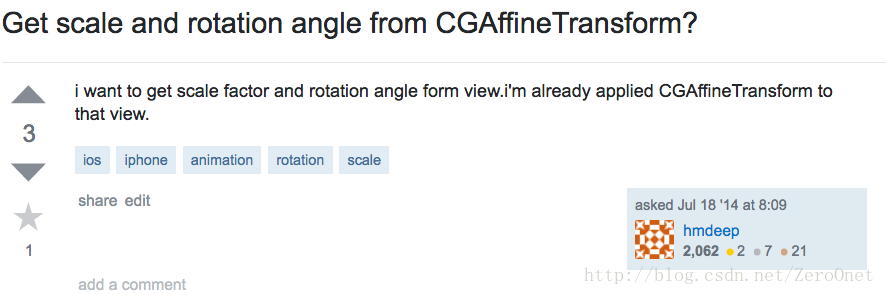 Get scale and rotation angle from CGAffineTransform?
3
i want to get scale factor and rotation angle form view.i'm already applied CGAffineTransform to
that view.
ios iphone animation rotation scale
share edit
1
asked Jul 18 '14 at 8:09
hmdeep
2,062 2 7 21
add a comment
http://blog.csdn.net/ZeroOnet